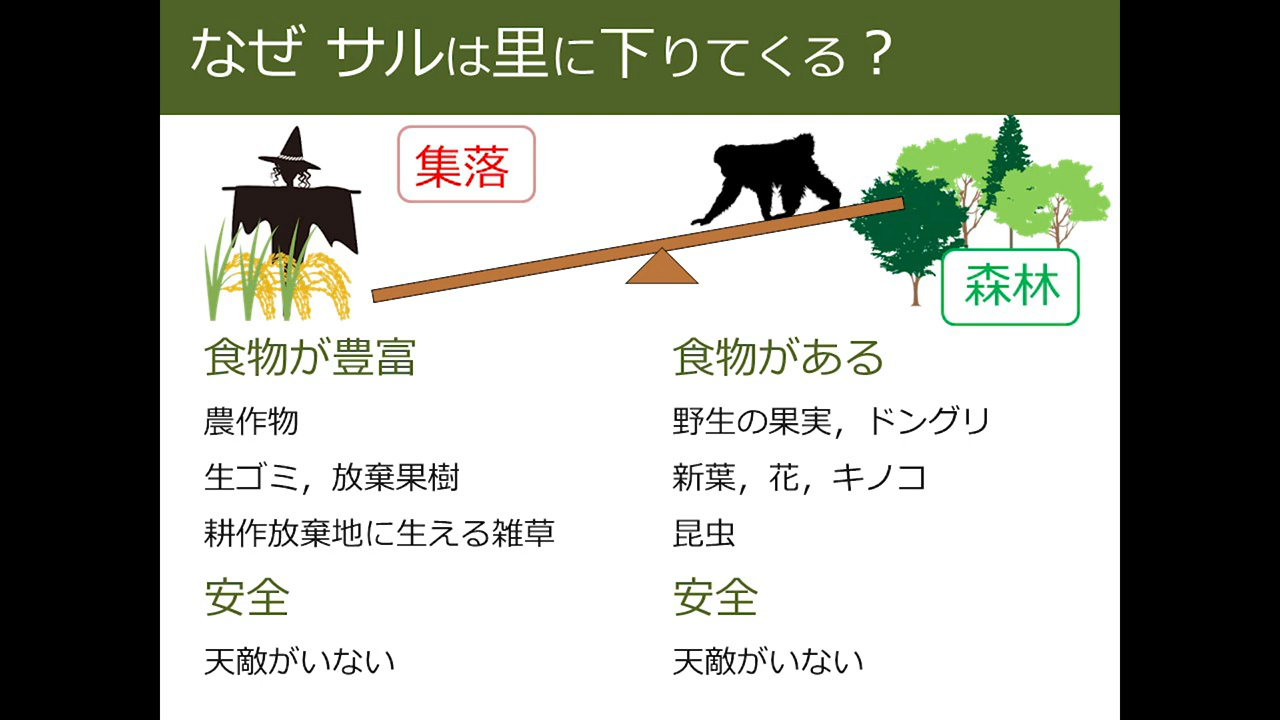 なぜ サルは里に下りてくる？
集落
森林
食物が豊富
農作物
生ゴミ，放棄果樹
耕作放棄地に生える雑草
安全
天敵がいない
食物がある
野生の果実，ドングリ
新葉，花，キノコ
昆虫
安全
天敵がいない